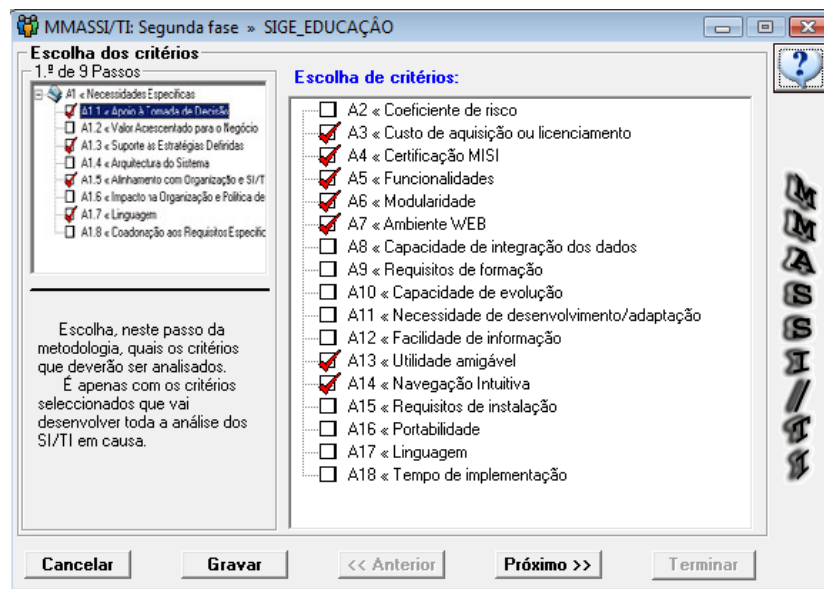 MMASSI/TI: Segunda fase » SIGE_EDUCAÇÂO
Escolha dos critérios
1.º de 9 Passos
A1 « Necessidades Específicas
A1.1 « Apoio à Tomada de Decisão
A1.2 « Valor Acrescentado para o Negócio
A1.3 « Suporte as Estratégias Definidas
A1.4 « Arquitectura do Sistema
A1.5 « Alinhamento com Organização e SI/T
A1.6 « Impacto na Organização e Política de
A1.7 « Linguagem
A1.8 « Coadonação aos Requisitos Especific
Escolha, neste passo da
metodologia, quais os critérios
que deverão ser analisados.
É apenas com os critérios
seleccionados que vai
desenvolver toda a análise dos
SI/TI em causa.
Escolha de critérios:
A2 « Coeficiente de risco
A3 « Custo de aquisição ou licenciamento
A4 « Certificação MISI
A5 « Funcionalidades
A6 « Modularidade
A7 « Ambiente WEB
A8 « Capacidade de integração dos dados
A9 « Requisitos de formação
A10 « Capacidade de evolução
A11 « Necessidade de desenvolvimento/adaptação
A12 « Facilidade de informação
A13 « Utilidade amigável
A14 « Navegação Intuitiva
A15 « Requisitos de instalação
A16 « Portabilidade
A17 « Linguagem
A18 « Tempo de implementação
?
MMASSI/TI
Cancelar
Gravar
<< Anterior
Próximo >>
Terminar